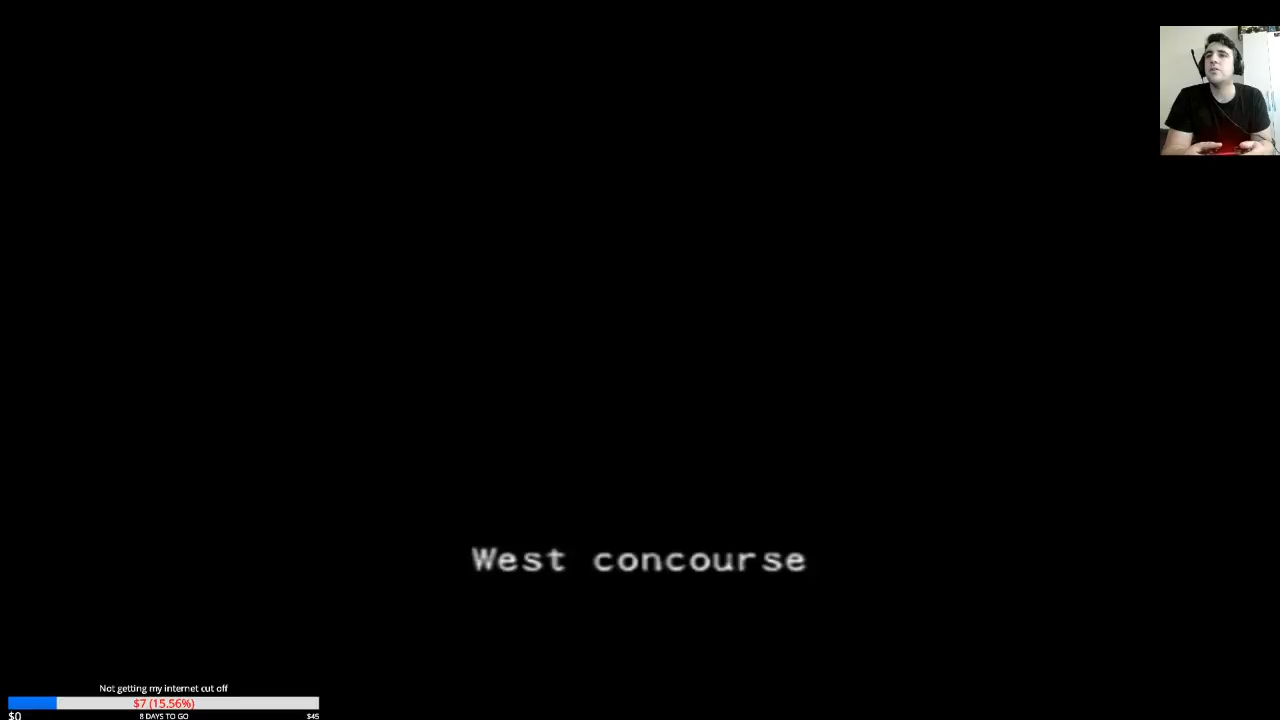 West concourse
Not getting my internet cut off
$7 (15.56%)
$0 8 DAYS TO GO $45